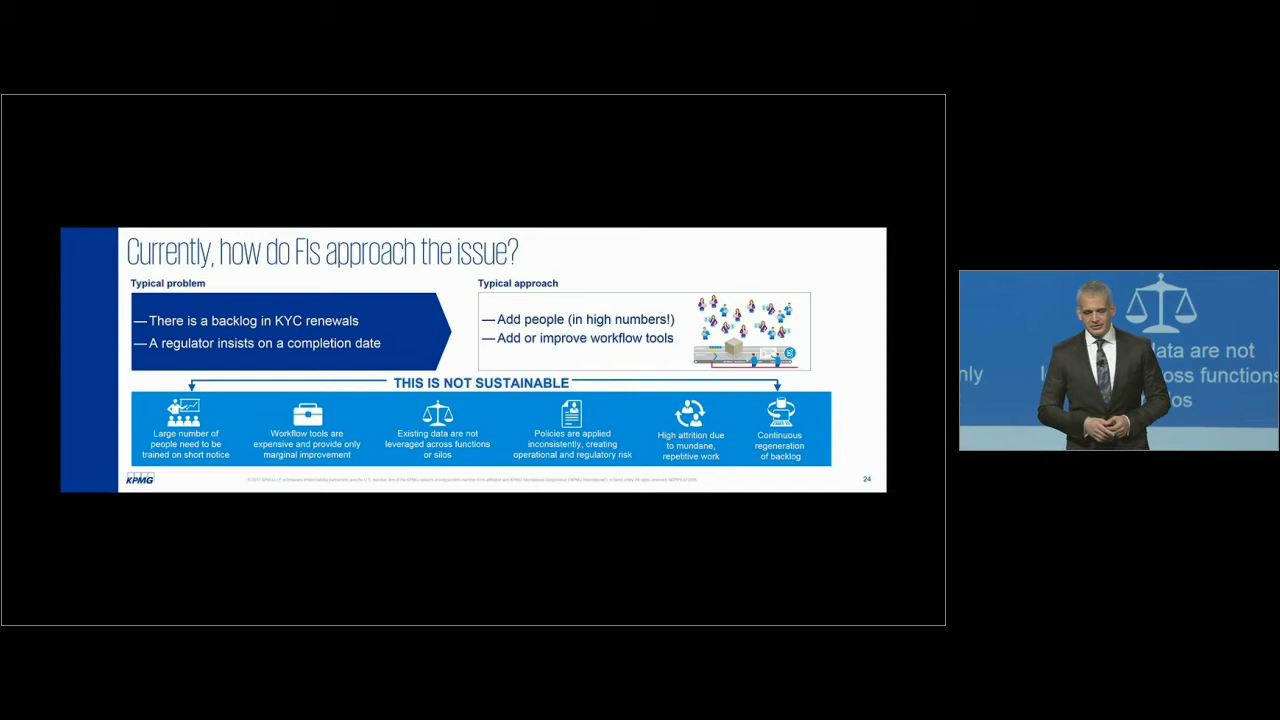 Currently, how do FIs approach the issue?
Typical problem
— There is a backlog in KYC renewals
— A regulator insists on a completion date
Typical approach
— Add people (in high numbers!)
— Add or improve workflow tools
THIS IS NOT SUSTAINABLE
Large number of
people need to be
trained on short notice
Workflow tools are
expensive and provide only
marginal improvement
Existing data are not
leveraged across functions
or silos
Policies are applied
inconsistently, creating
operational and regulatory risk
High attrition due
to mundane,
repetitive work
Continuous
regeneration
of backlog
KPMG
24
nly
data are not
oss functions
os